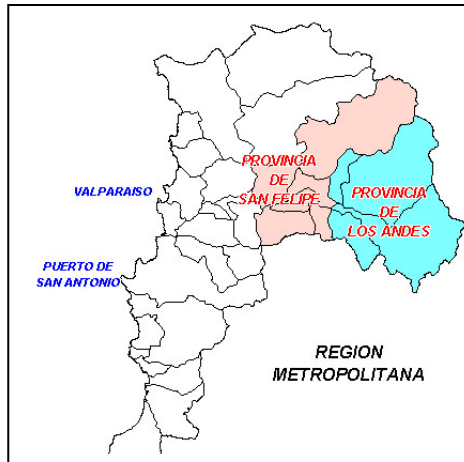 PROVINCIA
DE
SAN FELIPE
VALPARAISO
PROVINCIA
DE
LOS ANDES
PUERTO DE
SAN ANTONIO
REGION
METROPOLITANA